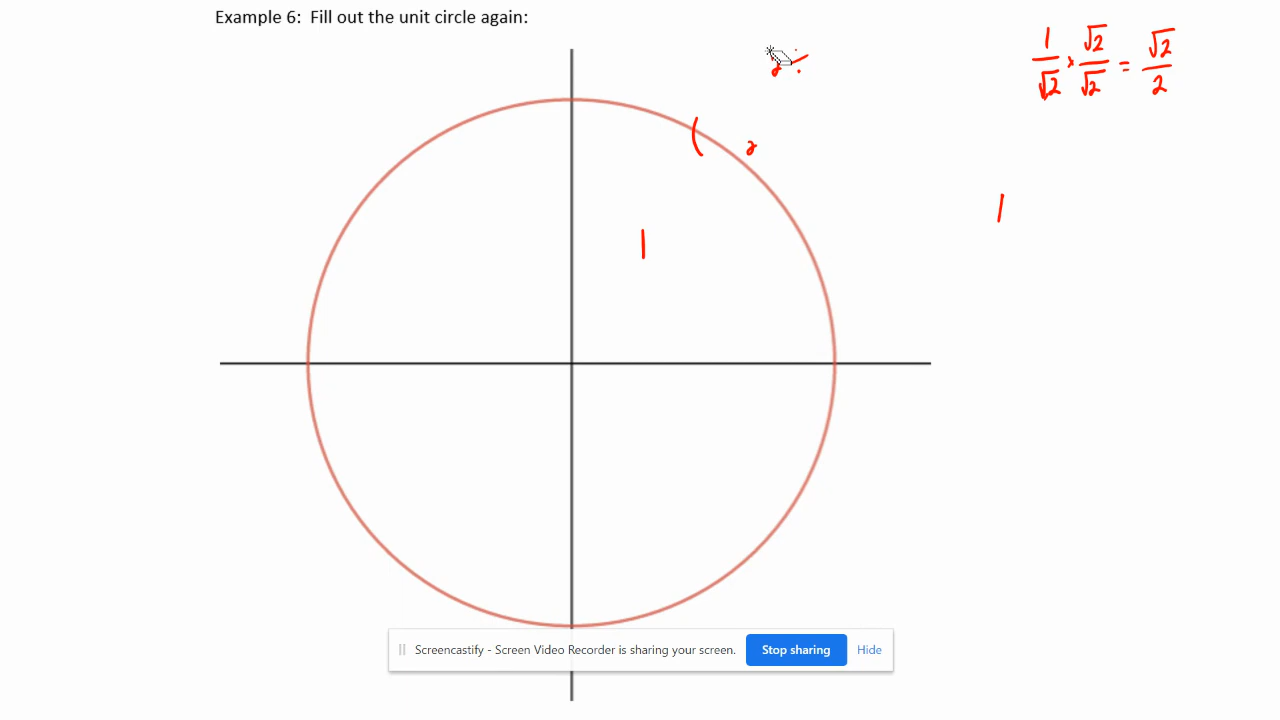 Example 6: Fill out the unit circle again:
1/√2 × √2/√2 = √2/2
(
2
1
1
Screencastify - Screen Video Recorder is sharing your screen. Stop sharing Hide